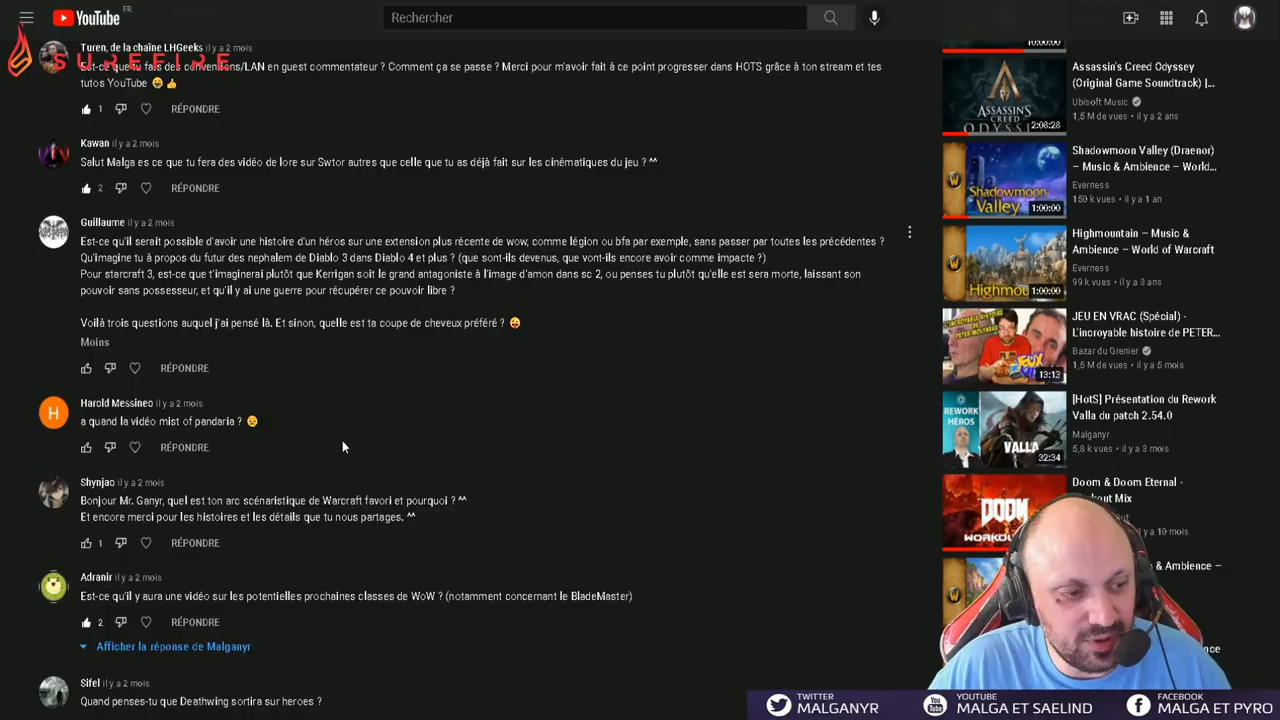 FR
YouTube
Rechercher
SUREFIRE
Turen, de la chaîne LHGeeks il y a 2 mois
Est-ce que tu fais des conventions/LAN en guest commentateur ? Comment ça se passe ? Merci pour m'avoir fait à ce point progresser dans HOTS grâce à ton stream et tes
tutos YouTube 😄 👍
1 RÉPONDRE
Kawan il y a 2 mois
Salut Malga es ce que tu fera des vidéo de lore sur Swtor autres que celle que tu as déjà fait sur les cinématiques du jeu ? ^^
2 RÉPONDRE
Guillaume il y a 2 mois
Est-ce qu'il serait possible d'avoir une histoire d'un héros sur une extension plus récente de wow, comme légion ou bfa par exemple, sans passer par toutes les précédentes ?
Qu'imagine tu à propos du futur des nephalem de Diablo 3 dans Diablo 4 et plus ? (que sont-ils devenus, que vont-ils encore avoir comme impacte ?)
Pour starcraft 3, est-ce que t'imaginerai plutôt que Kerrigan soit le grand antagoniste à l'image d'amon dans sc 2, ou penses tu plutôt qu'elle est sera morte, laissant son
pouvoir sans possesseur, et qu'il y ai une guerre pour récupérer ce pouvoir libre ?
Voilà trois questions auquel j'ai pensé là. Et sinon, quelle est ta coupe de cheveux préféré ? 😜
Moins
RÉPONDRE
H
Harold Messineo il y a 2 mois
a quand la vidéo mist of pandaria ? 😥
RÉPONDRE
Shynjao il y a 2 mois
Bonjour Mr. Ganyr, quel est ton arc scénaristique de Warcraft favori et pourquoi ? ^^
Et encore merci pour les histoires et les détails que tu nous partages. ^^
1 RÉPONDRE
Adranir il y a 2 mois
Est-ce qu'il y aura une vidéo sur les potentielles prochaines classes de WoW ? (notamment concernant le BladeMaster)
2 RÉPONDRE
Afficher la réponse de Malganyr
Sifel il y a 2 mois
Quand penses-tu que Deathwing sortira sur heroes ?
10:00:00
ASSASSIN'S
CREED
2:08:28
Assassin's Creed Odyssey
(Original Game Soundtrack) |...
Ubisoft Music
1,5 M de vues • il y a 2 ans
Shadowmoon
Valley
1:00:00
Shadowmoon Valley (Draenor)
– Music & Ambience – World...
Everness
150 k vues • il y a 1 an
1:00:00
Highmountain – Music &
Ambience – World of Warcraft
Everness
99 k vues • il y a 3 ans
13:13
JEU EN VRAC (Spécial) -
L'incroyable histoire de PETER...
Bazar du Grenier
1,5 M de vues • il y a 5 mois
REWORK
HÉROS
VALLA
32:34
[HotS] Présentation du Rework
Valla du patch 2.54.0
Malganyr
5,8 k vues • il y a 3 mois
DOOM
Doom & Doom Eternal -
Mix
il y a 10 mois
& Ambience –
TWITTER
MALGANYR
YOUTUBE
MALGA ET SAELIND
FACEBOOK
MALGA ET PYRO